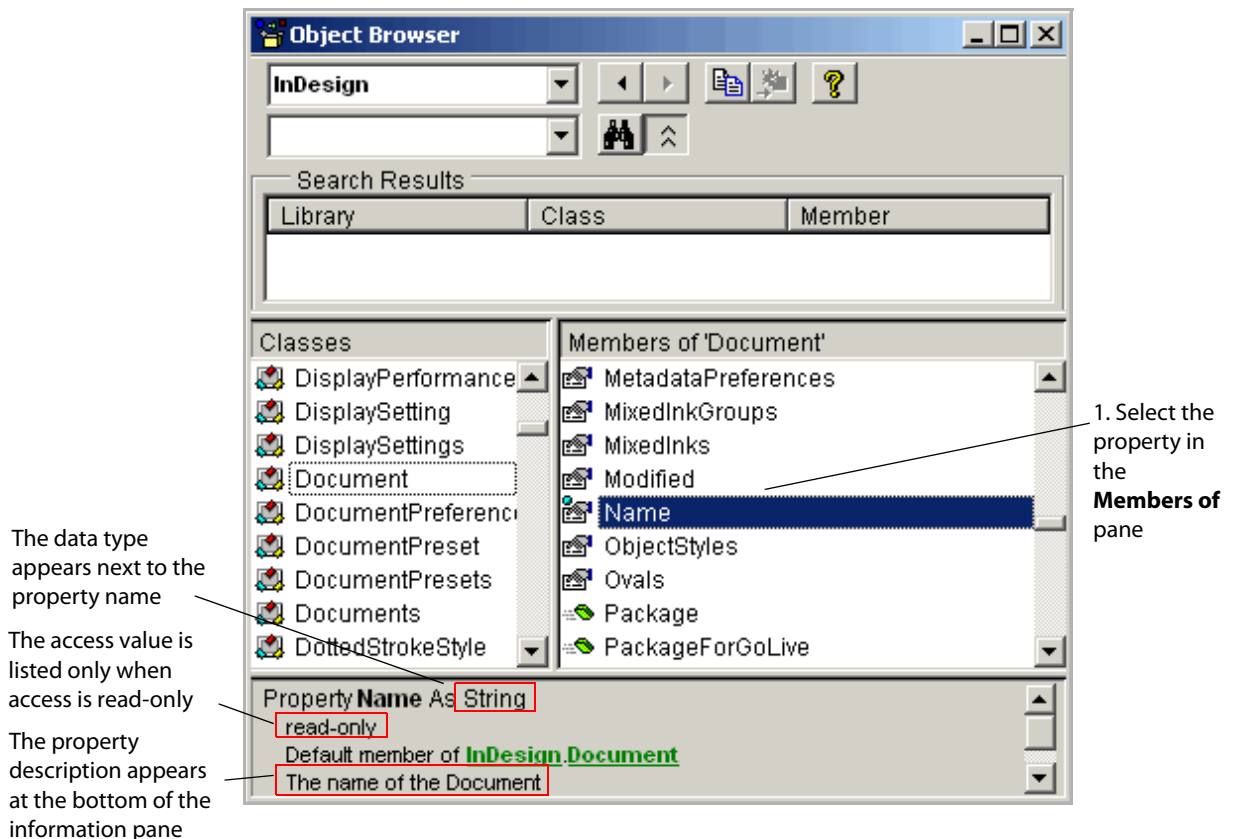 Object Browser
InDesign
Search Results
Library Class Member
Classes
DisplayPerformance
DisplaySetting
DisplaySettings
Document
DocumentPreferenc
DocumentPreset
DocumentPresets
Documents
DottedStrokeStyle
Members of 'Document'
MetadataPreferences
MixedInkGroups
MixedInks
Modified
Name
ObjectStyles
Ovals
Package
PackageForGoLive
Property Name As String
read-only
Default member of InDesign.Document
The name of the Document
1. Select the
property in
the
Members of
pane
The data type
appears next to the
property name
The access value is
listed only when
access is read-only
The property
description appears
at the bottom of the
information pane